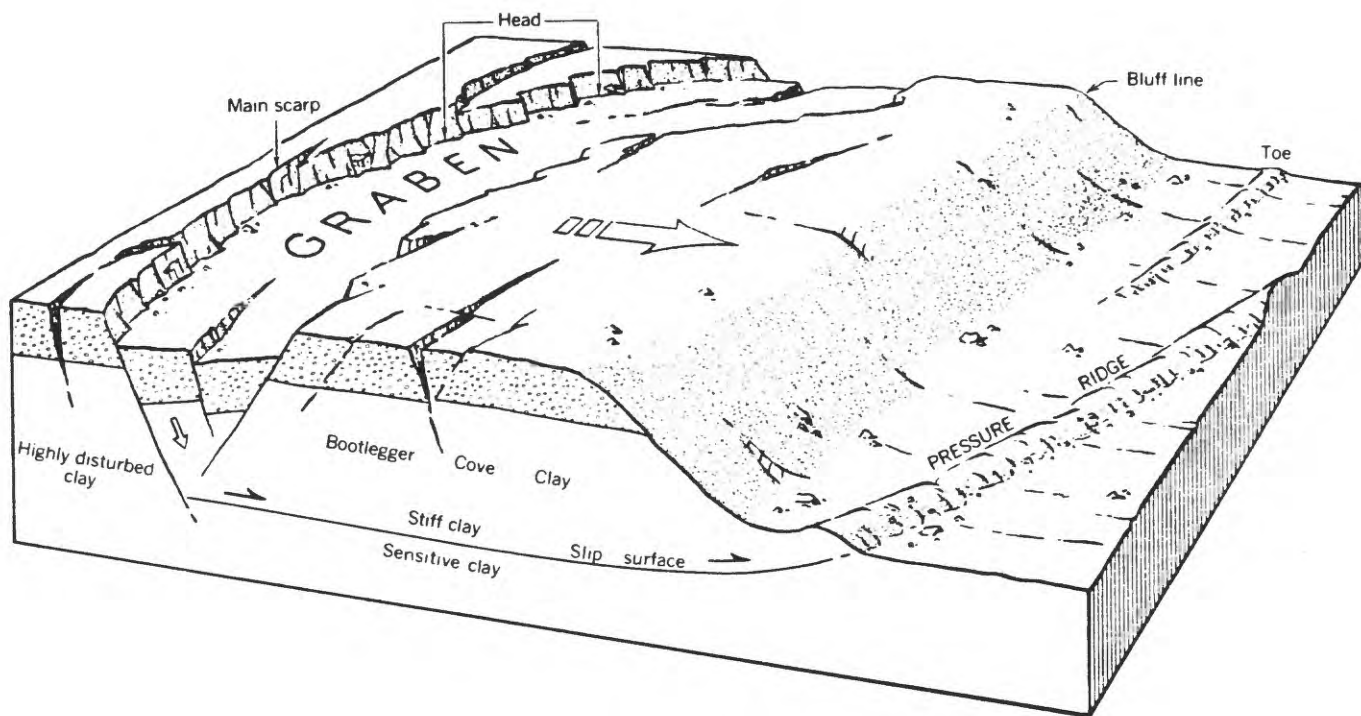 Head
Bluff line
Main scarp
Toe
GRABEN
PRESSURE RIDGE
Highly disturbed
clay
Bootlegger Cove Clay
Stiff clay
Slip surface
Sensitive clay